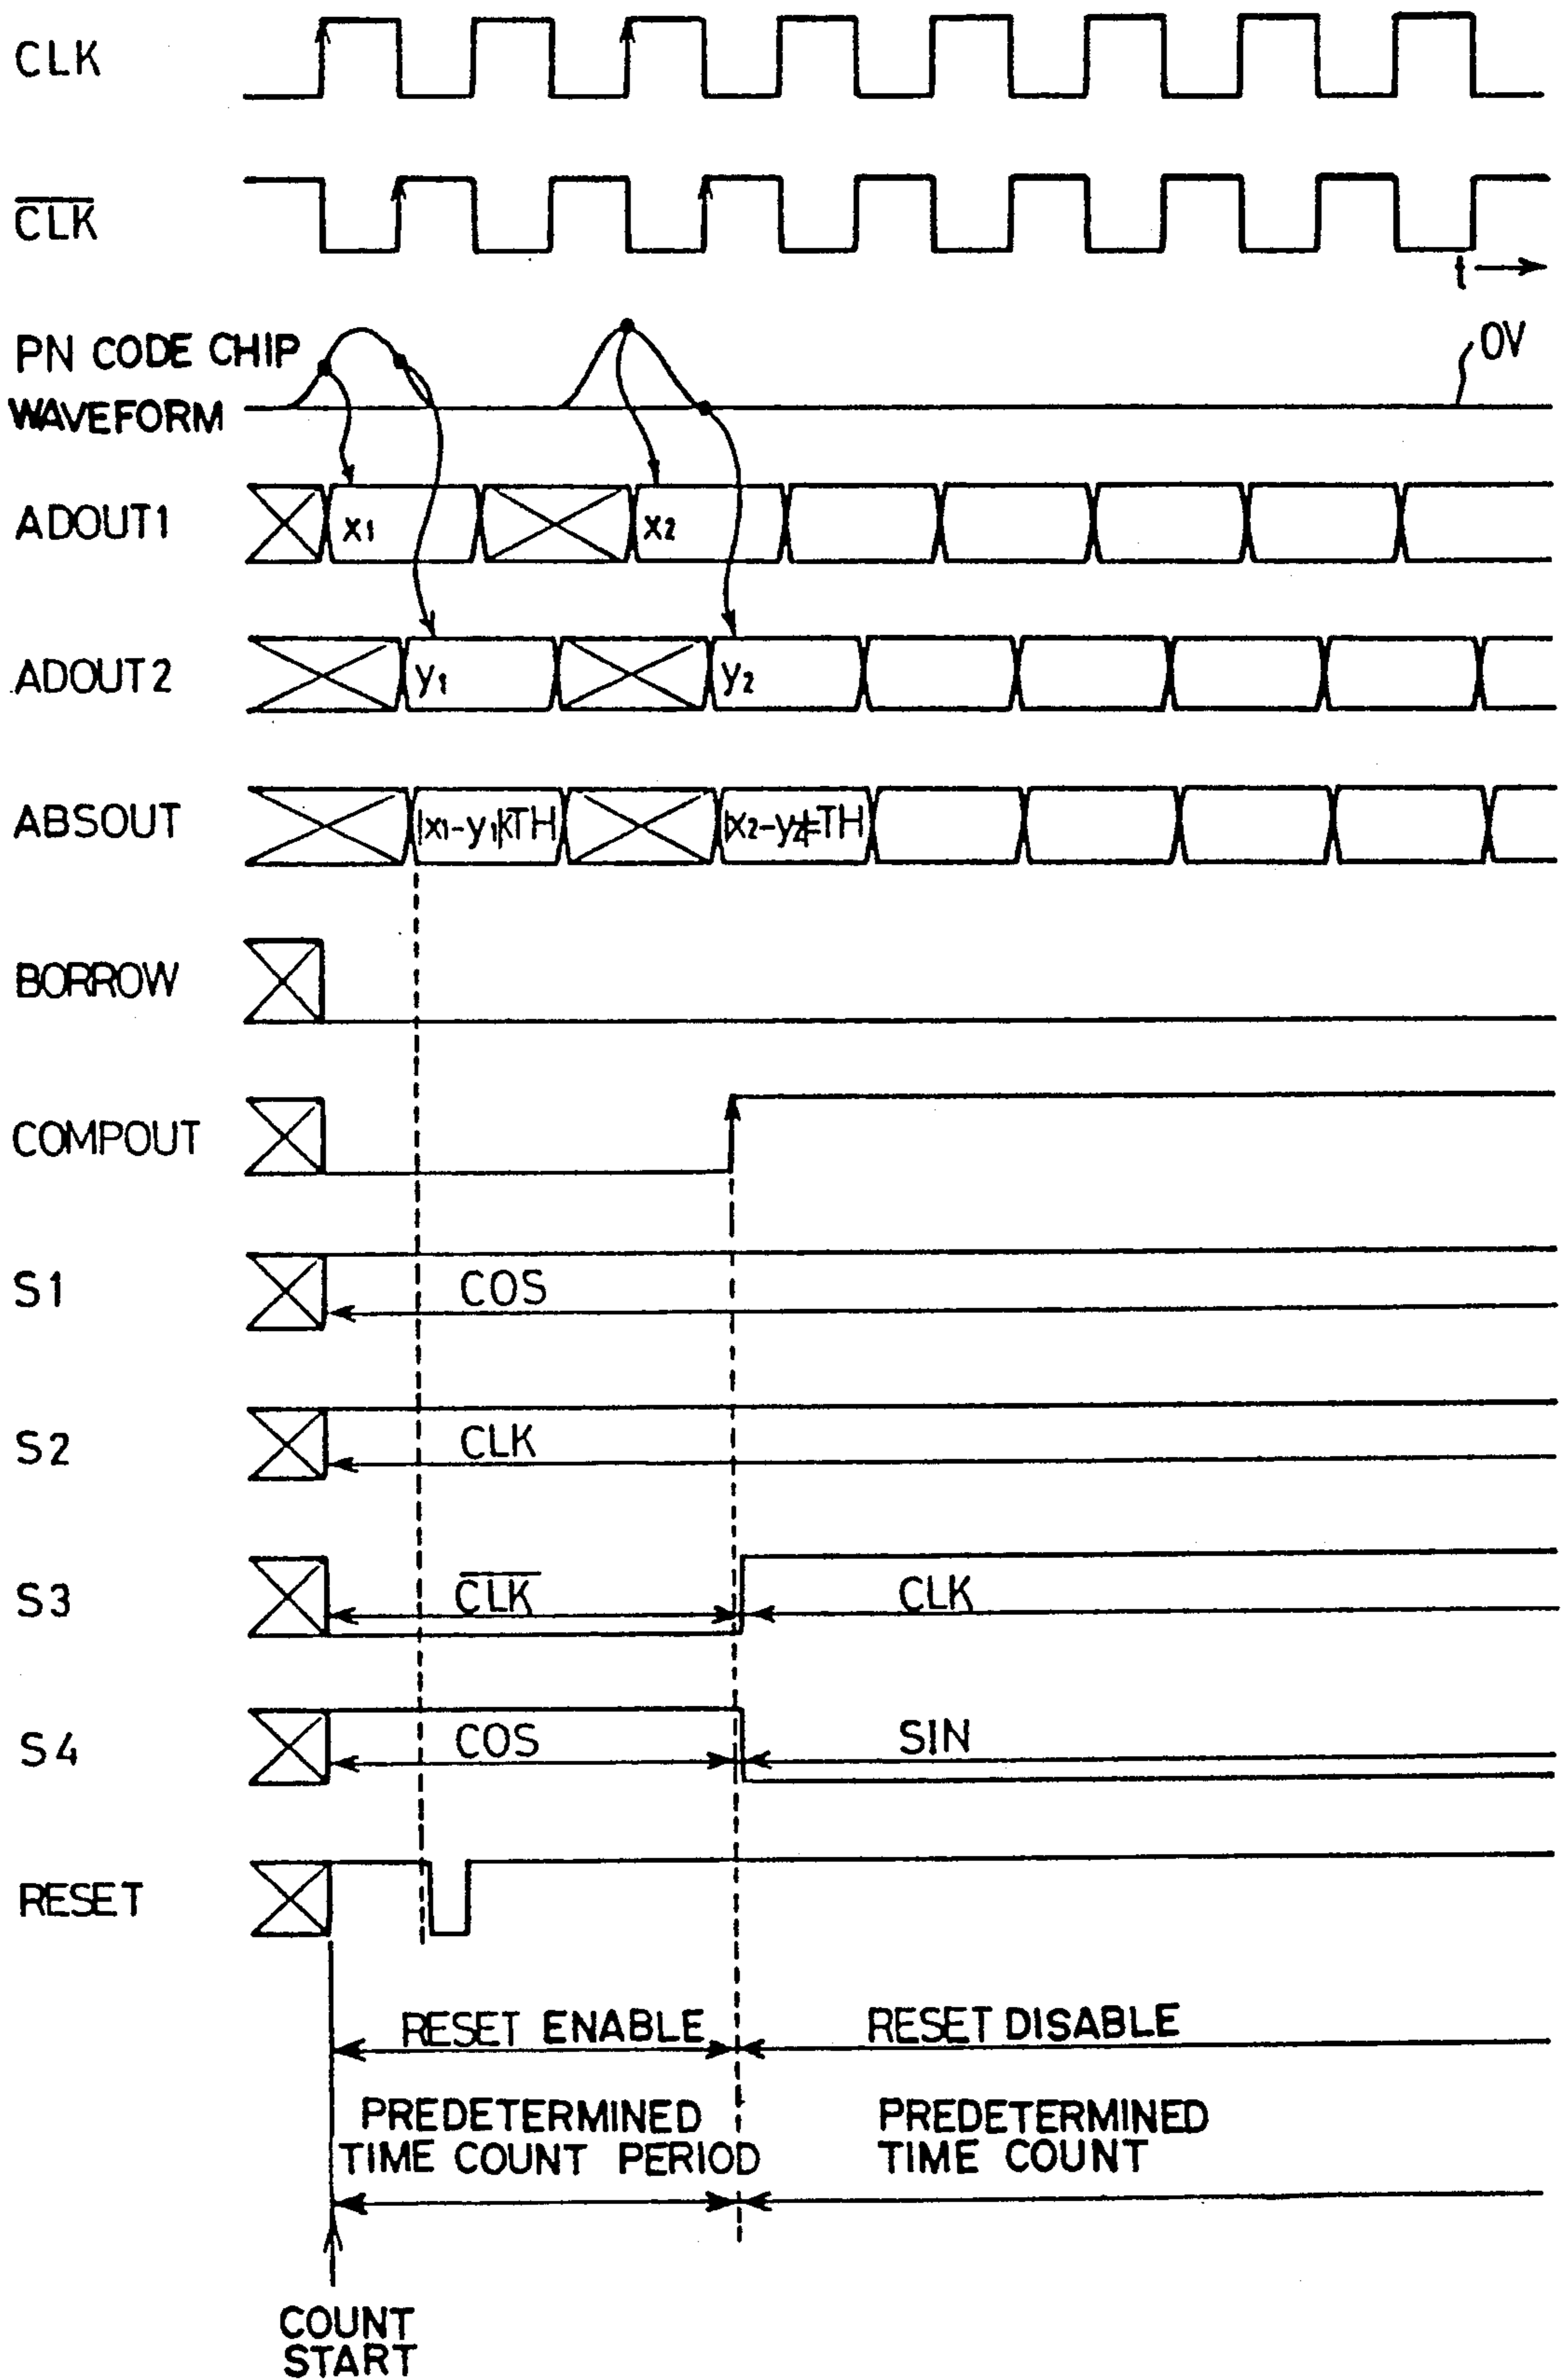 CLK
C̅L̅K̅
t
PN CODE CHIP
WAVEFORM
0V
ADOUT1
x1
x2
ADOUT2
y1
y2
ABSOUT
|x1-y1|<TH
|x2-y2|≠TH
BORROW
COMPOUT
S1
COS
S2
CLK
S3
C̅L̅K̅
CLK
S4
COS
SIN
RESET
RESET ENABLE
RESET DISABLE
PREDETERMINED
TIME COUNT PERIOD
PREDETERMINED
TIME COUNT
COUNT
START